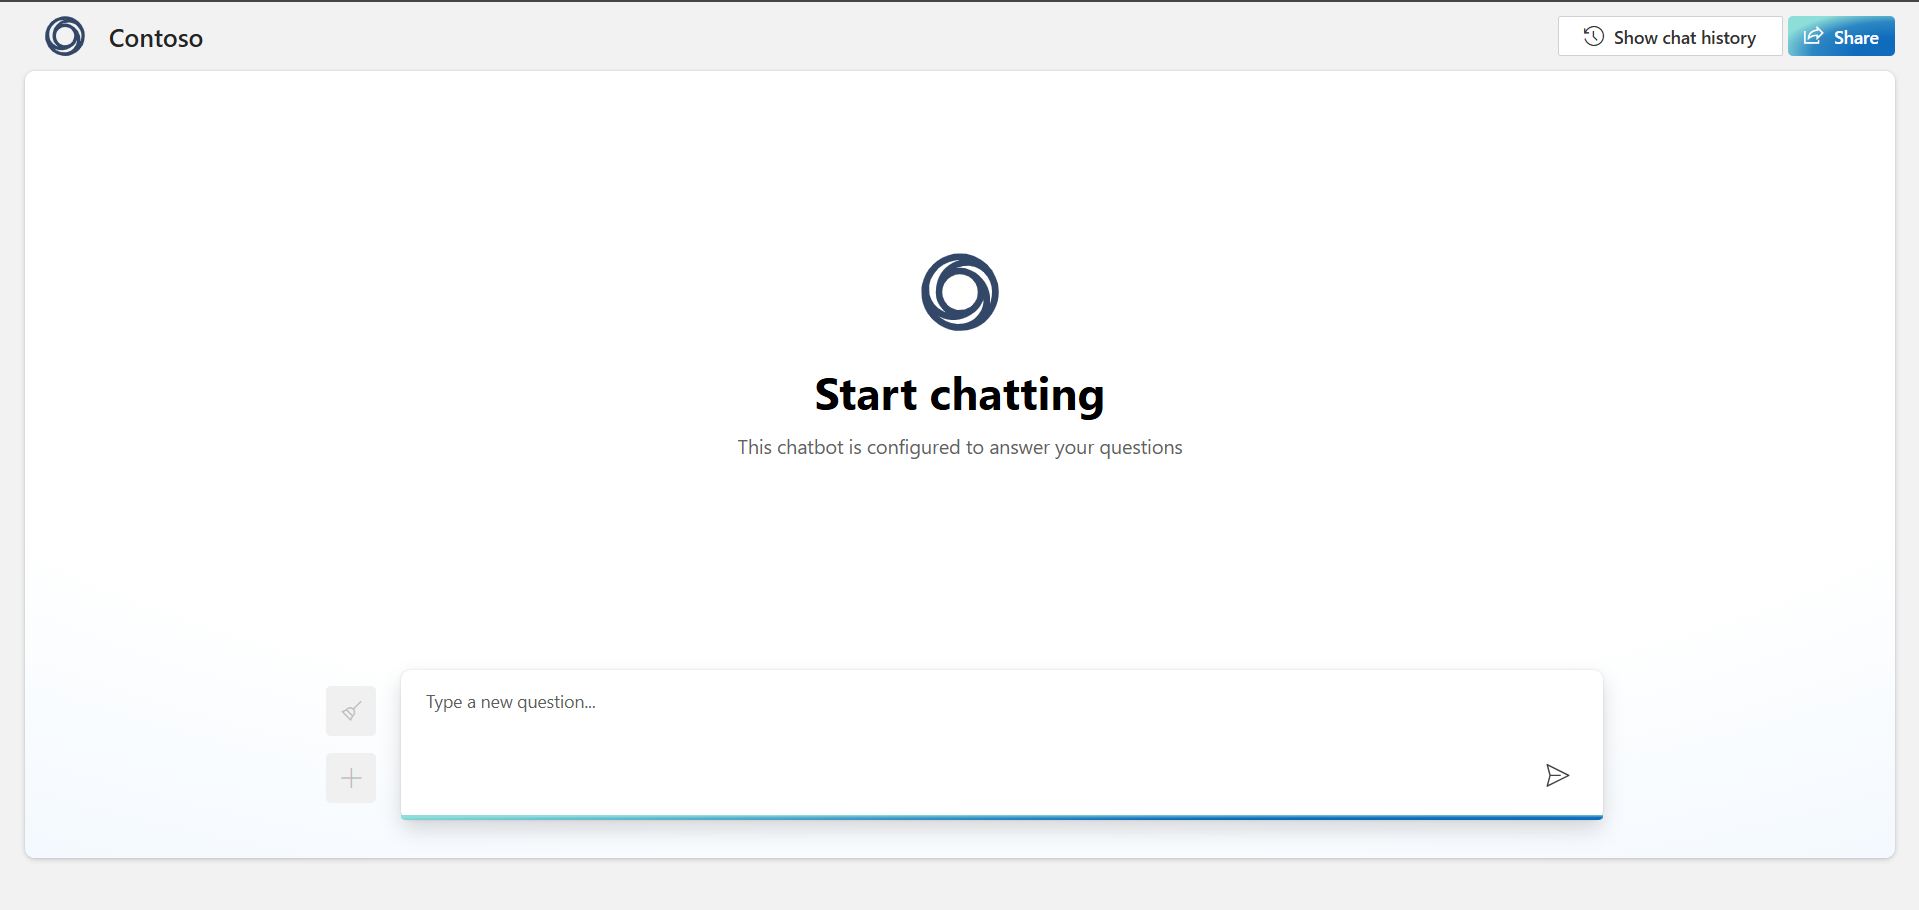 Contoso
Show chat history
Share
Start chatting
This chatbot is configured to answer your questions
Type a new question...